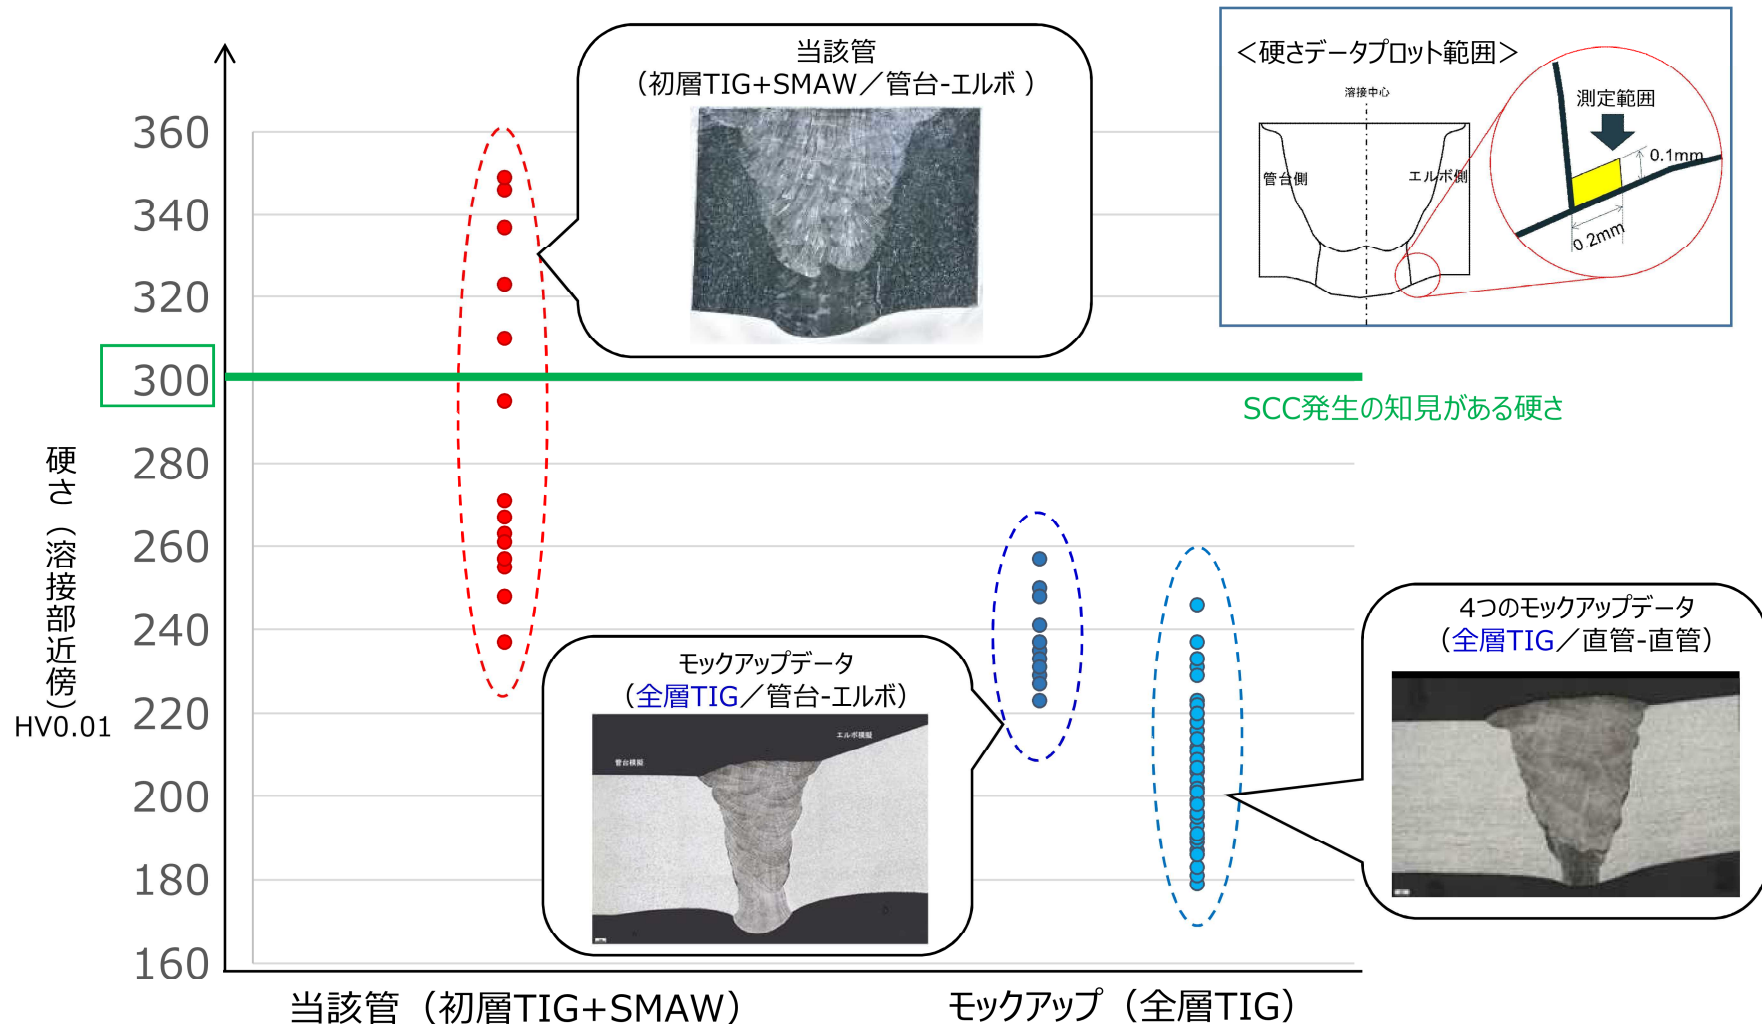 当該管
（初層TIG+SMAW／管台-エルボ ）
＜硬さデータプロット範囲＞
溶接中心
管台側
エルボ側
測定範囲
0.1mm
0.2mm
360
340
320
300
280
260
240
220
200
180
160
SCC発生の知見がある硬さ
硬さ（溶接部近傍）
HV0.01
モックアップデータ
（全層TIG／管台-エルボ）
管台模擬
エルボ模擬
4つのモックアップデータ
（全層TIG／直管-直管）
当該管（初層TIG+SMAW）
モックアップ（全層TIG）